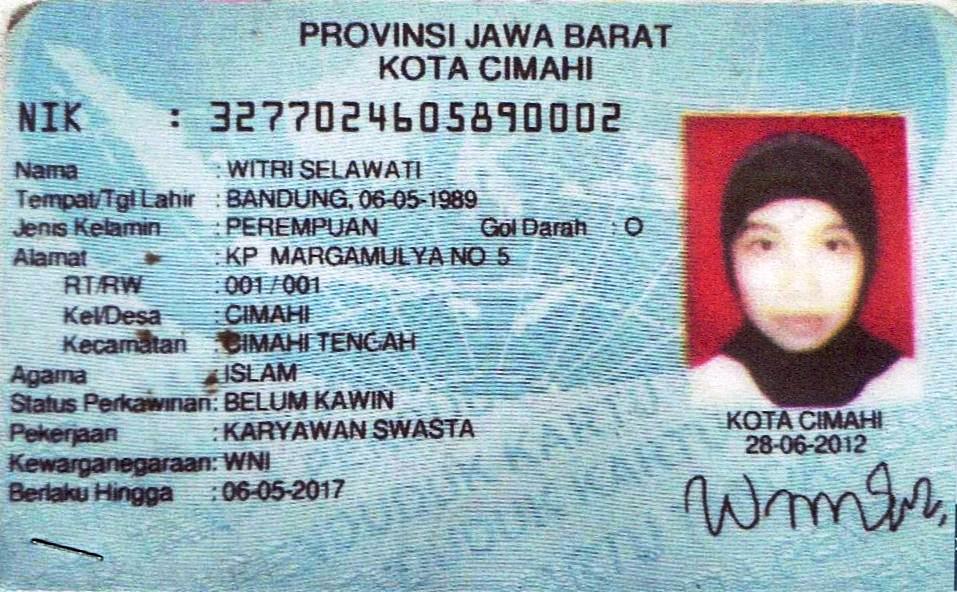 PROVINSI JAWA BARAT
KOTA CIMAHI
NIK : 3277024605890002
Nama : WITRI SELAWATI
Tempat/Tgl Lahir : BANDUNG, 06-05-1989
Jenis Kelamin : PEREMPUAN Gol Darah : O
Alamat : KP MARGAMULYA NO 5
RT/RW : 001 / 001
Kel/Desa : CIMAHI
Kecamatan : CIMAHI TENGAH
Agama : ISLAM
Status Perkawinan: BELUM KAWIN
Pekerjaan : KARYAWAN SWASTA
Kewarganegaraan: WNI
Berlaku Hingga : 06-05-2017
KOTA CIMAHI
28-06-2012